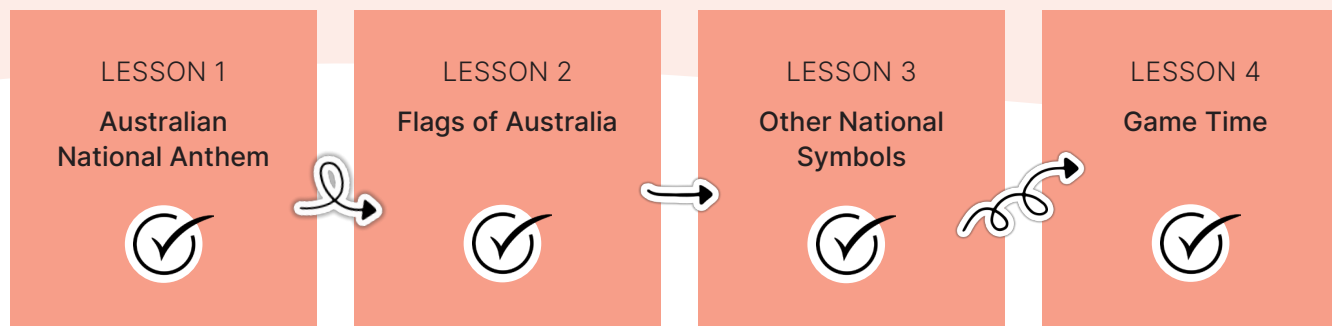 LESSON 1
Australian
National Anthem
LESSON 2
Flags of Australia
LESSON 3
Other National
Symbols
LESSON 4
Game Time